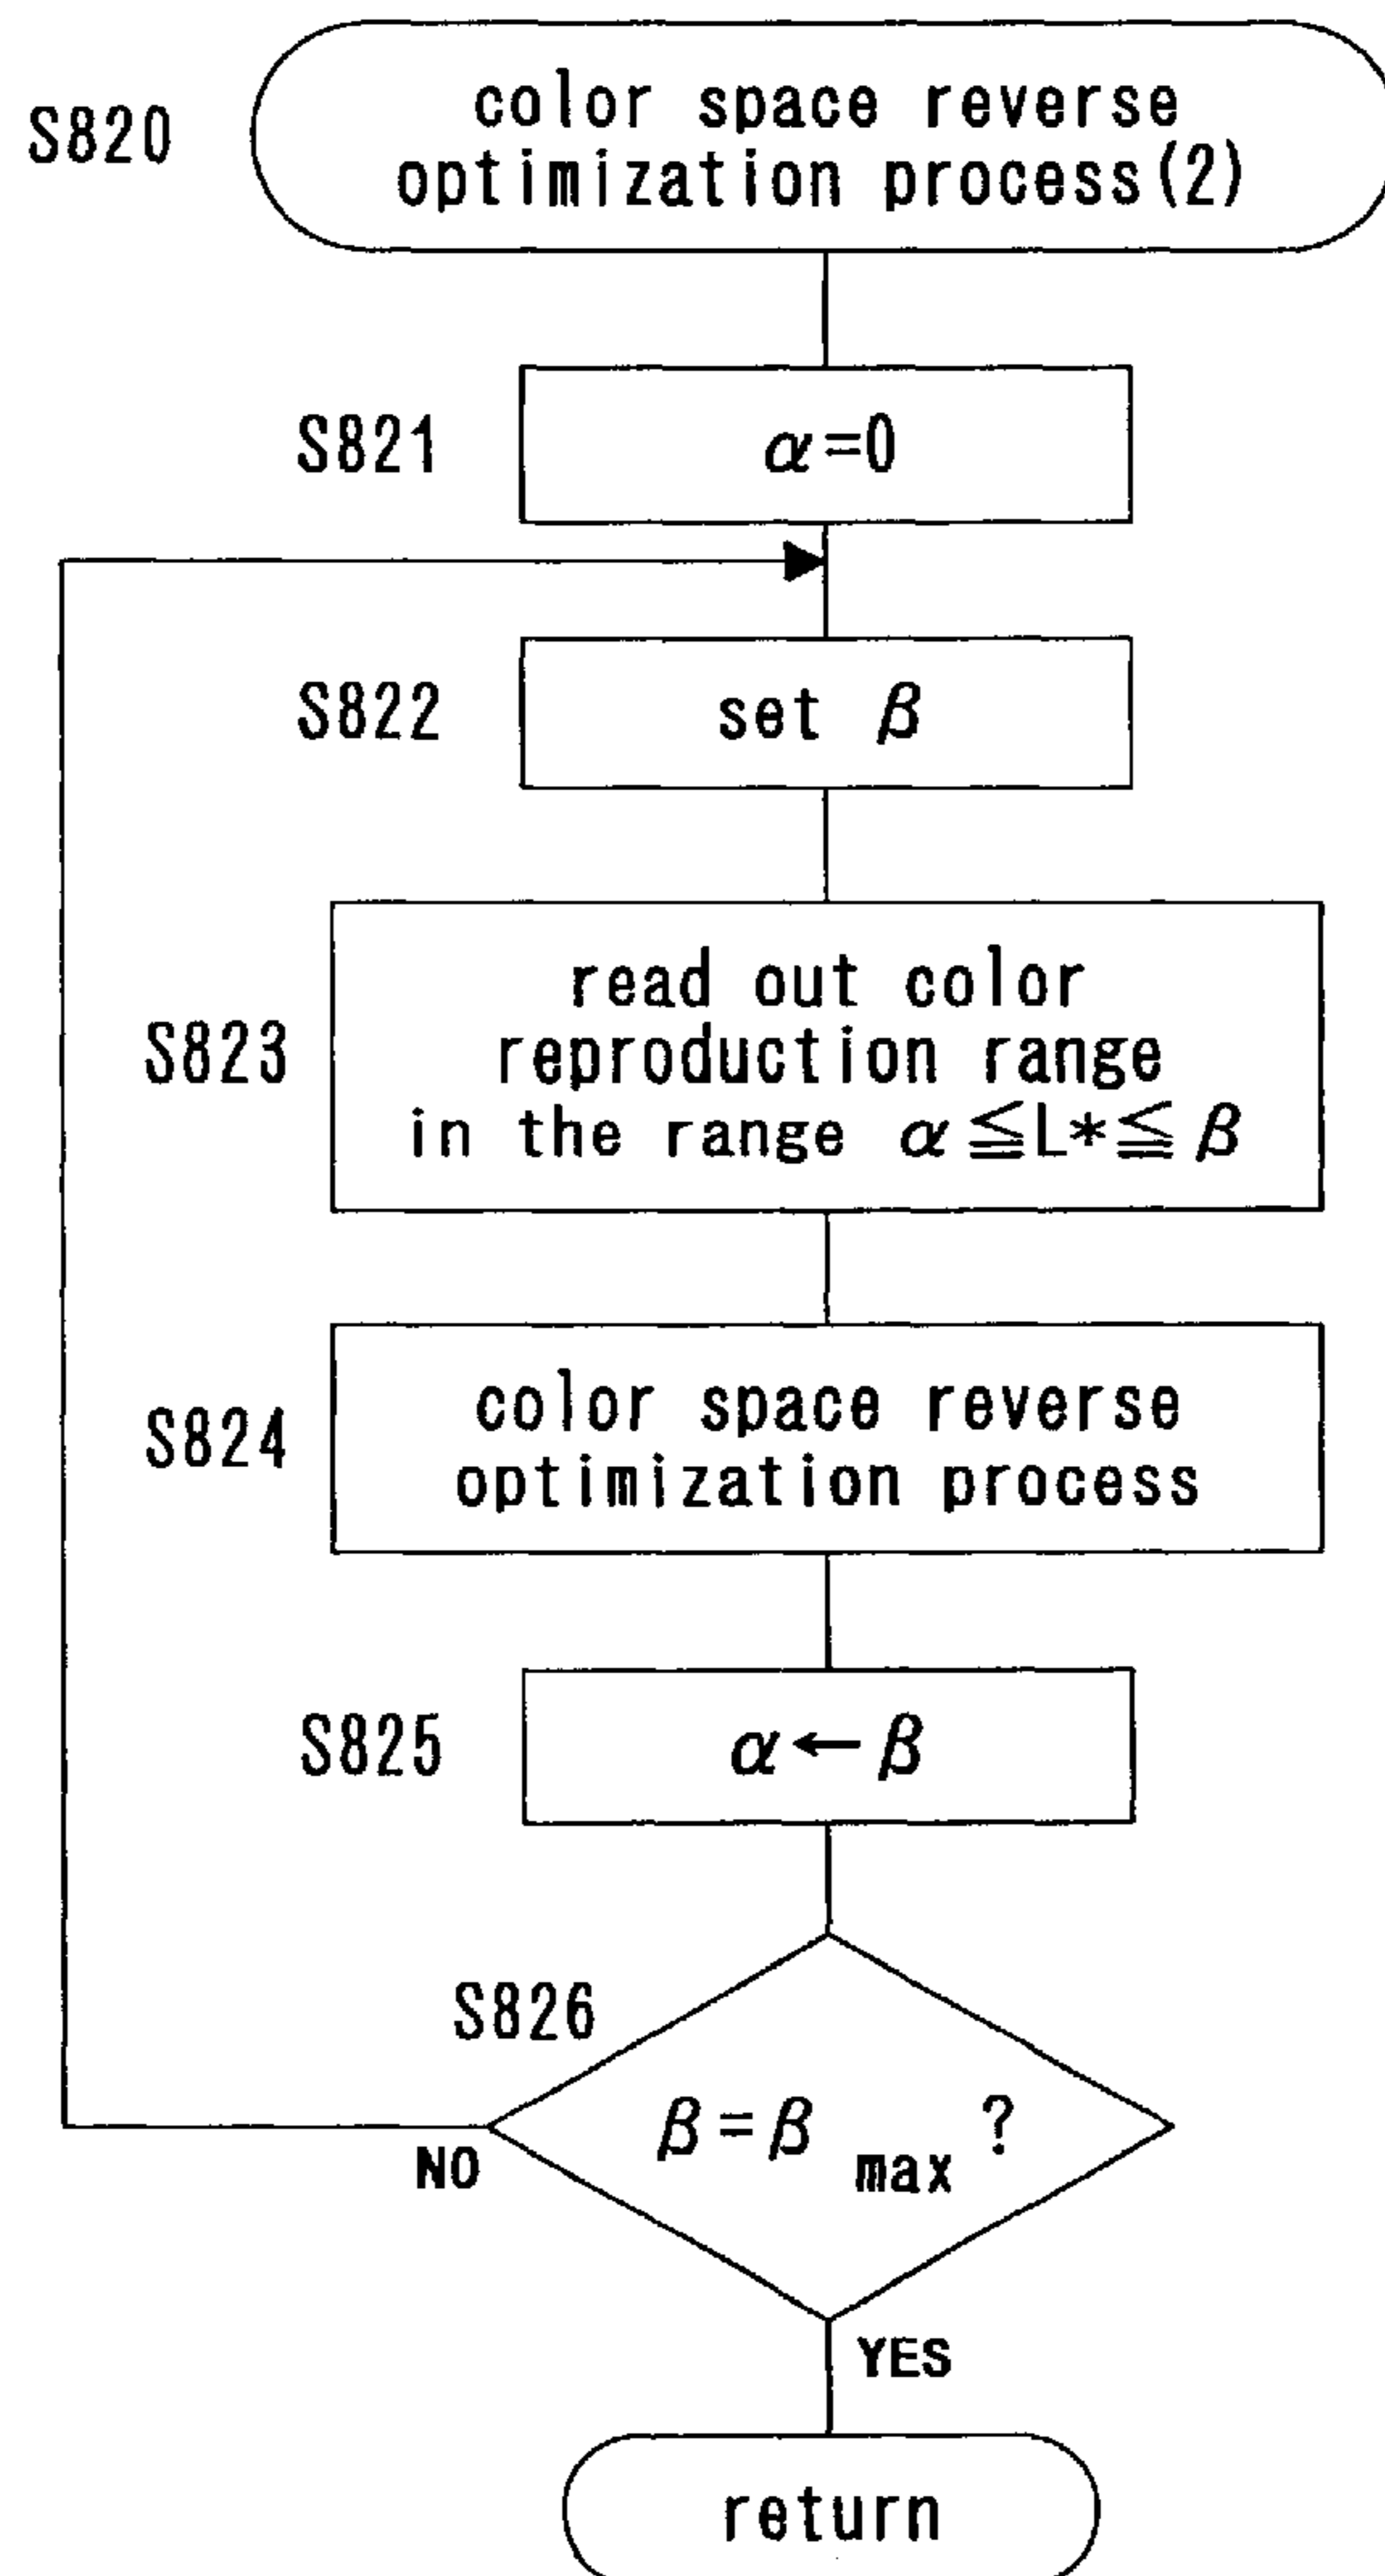 S820
color space reverse
optimization process(2)
S821
α=0
S822
set β
S823
read out color
reproduction range
in the range α≦L*≦β
S824
color space reverse
optimization process
S825
α←β
S826
β=β max ?
NO
YES
return